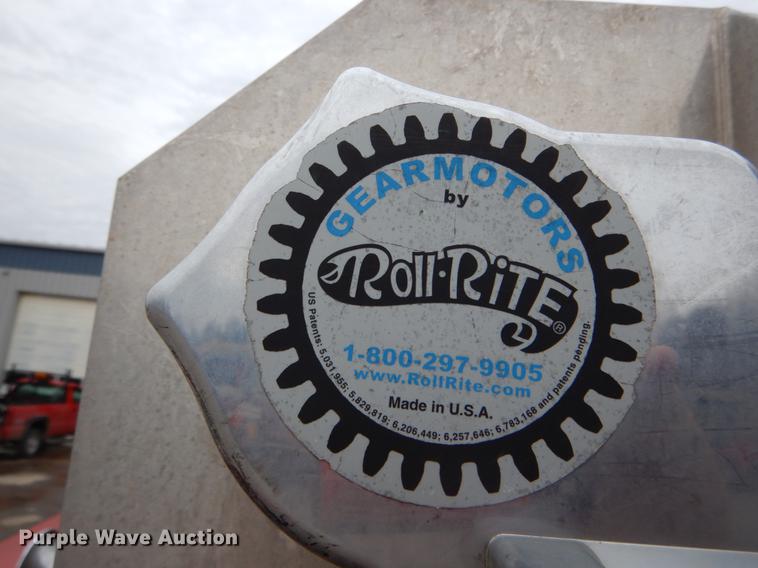 GEARMOTORS
by
Roll·Rite®
1-800-297-9905
www.RollRite.com
Made in U.S.A.
US Patents: 5,031,955; 5,829,819; 6,206,449; 6,257,646; 6,783,168 and patents pending.
Purple Wave Auction